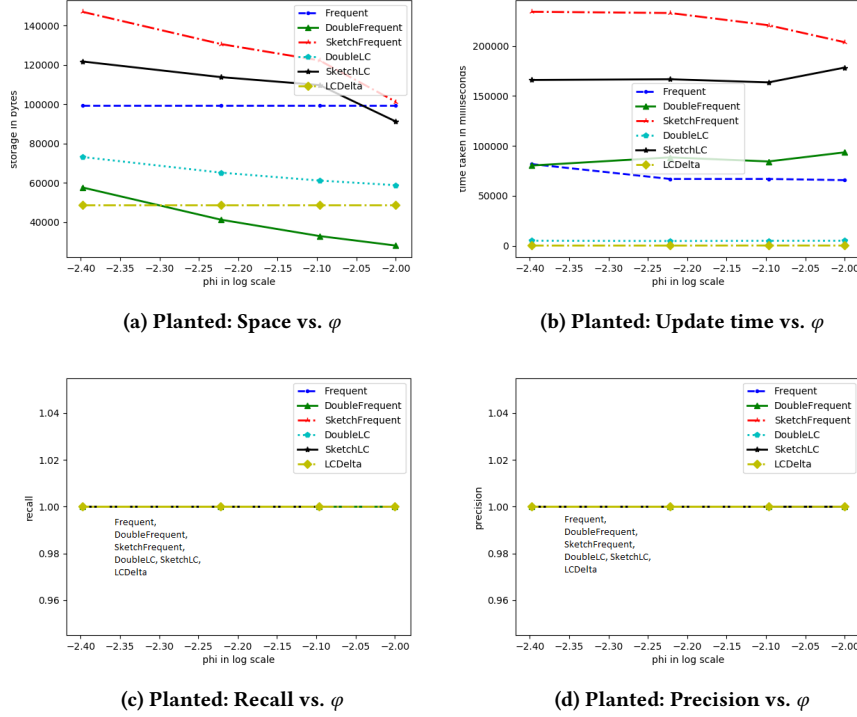 140000
120000
100000
80000
60000
40000
storage in bytes
Frequent
DoubleFrequent
SketchFrequent
DoubleLC
SketchLC
LCDelta
−2.40 −2.35 −2.30 −2.25 −2.20 −2.15 −2.10 −2.05 −2.00
phi in log scale
(a) Planted: Space vs. φ
200000
150000
100000
50000
0
time taken in milliseconds
Frequent
DoubleFrequent
SketchFrequent
DoubleLC
SketchLC
LCDelta
−2.40 −2.35 −2.30 −2.25 −2.20 −2.15 −2.10 −2.05 −2.00
phi in log scale
(b) Planted: Update time vs. φ
1.04
1.02
1.00
0.98
0.96
recall
Frequent
DoubleFrequent
SketchFrequent
DoubleLC
SketchLC
LCDelta
Frequent,
DoubleFrequent,
SketchFrequent,
DoubleLC, SketchLC,
LCDelta
−2.40 −2.35 −2.30 −2.25 −2.20 −2.15 −2.10 −2.05 −2.00
phi in log scale
(c) Planted: Recall vs. φ
1.04
1.02
1.00
0.98
0.96
precision
Frequent
DoubleFrequent
SketchFrequent
DoubleLC
SketchLC
LCDelta
Frequent,
DoubleFrequent,
SketchFrequent,
DoubleLC, SketchLC,
LCDelta
−2.40 −2.35 −2.30 −2.25 −2.20 −2.15 −2.10 −2.05 −2.00
phi in log scale
(d) Planted: Precision vs. φ